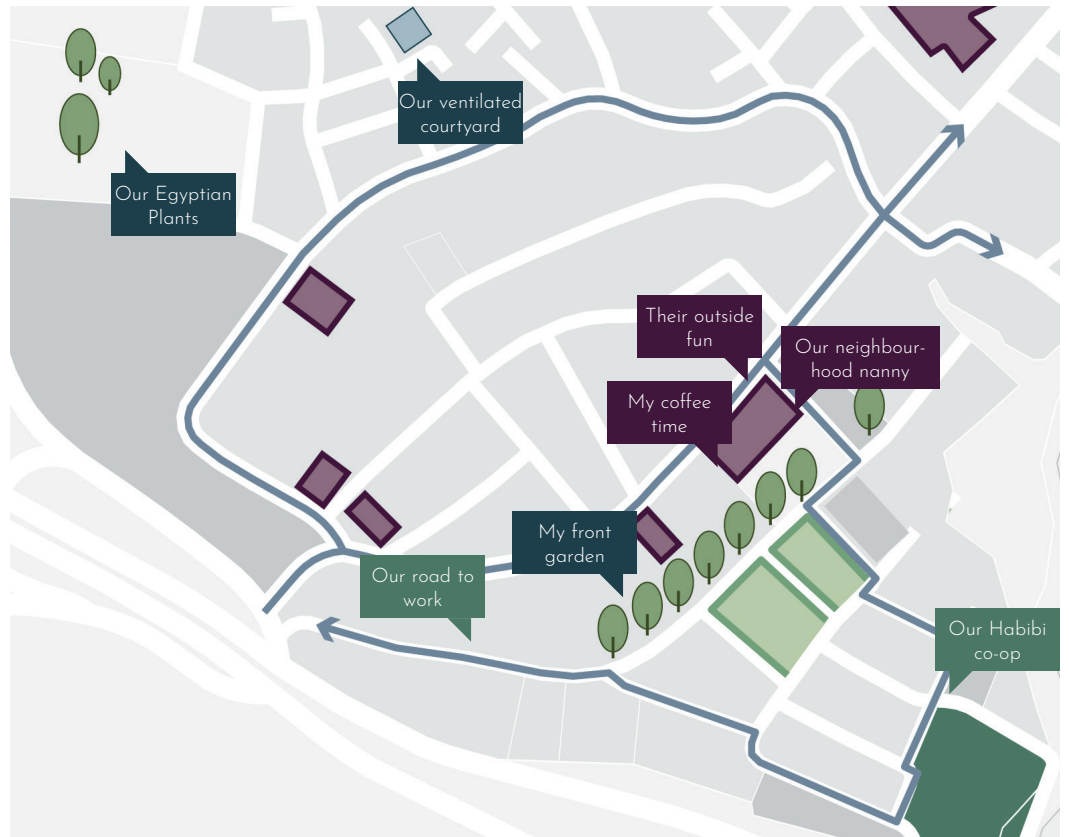 Our ventilated
courtyard
Our Egyptian
Plants
Their outside
fun
Our neighbour-
hood nanny
My coffee
time
My front
garden
Our road to
work
Our Habibi
co-op